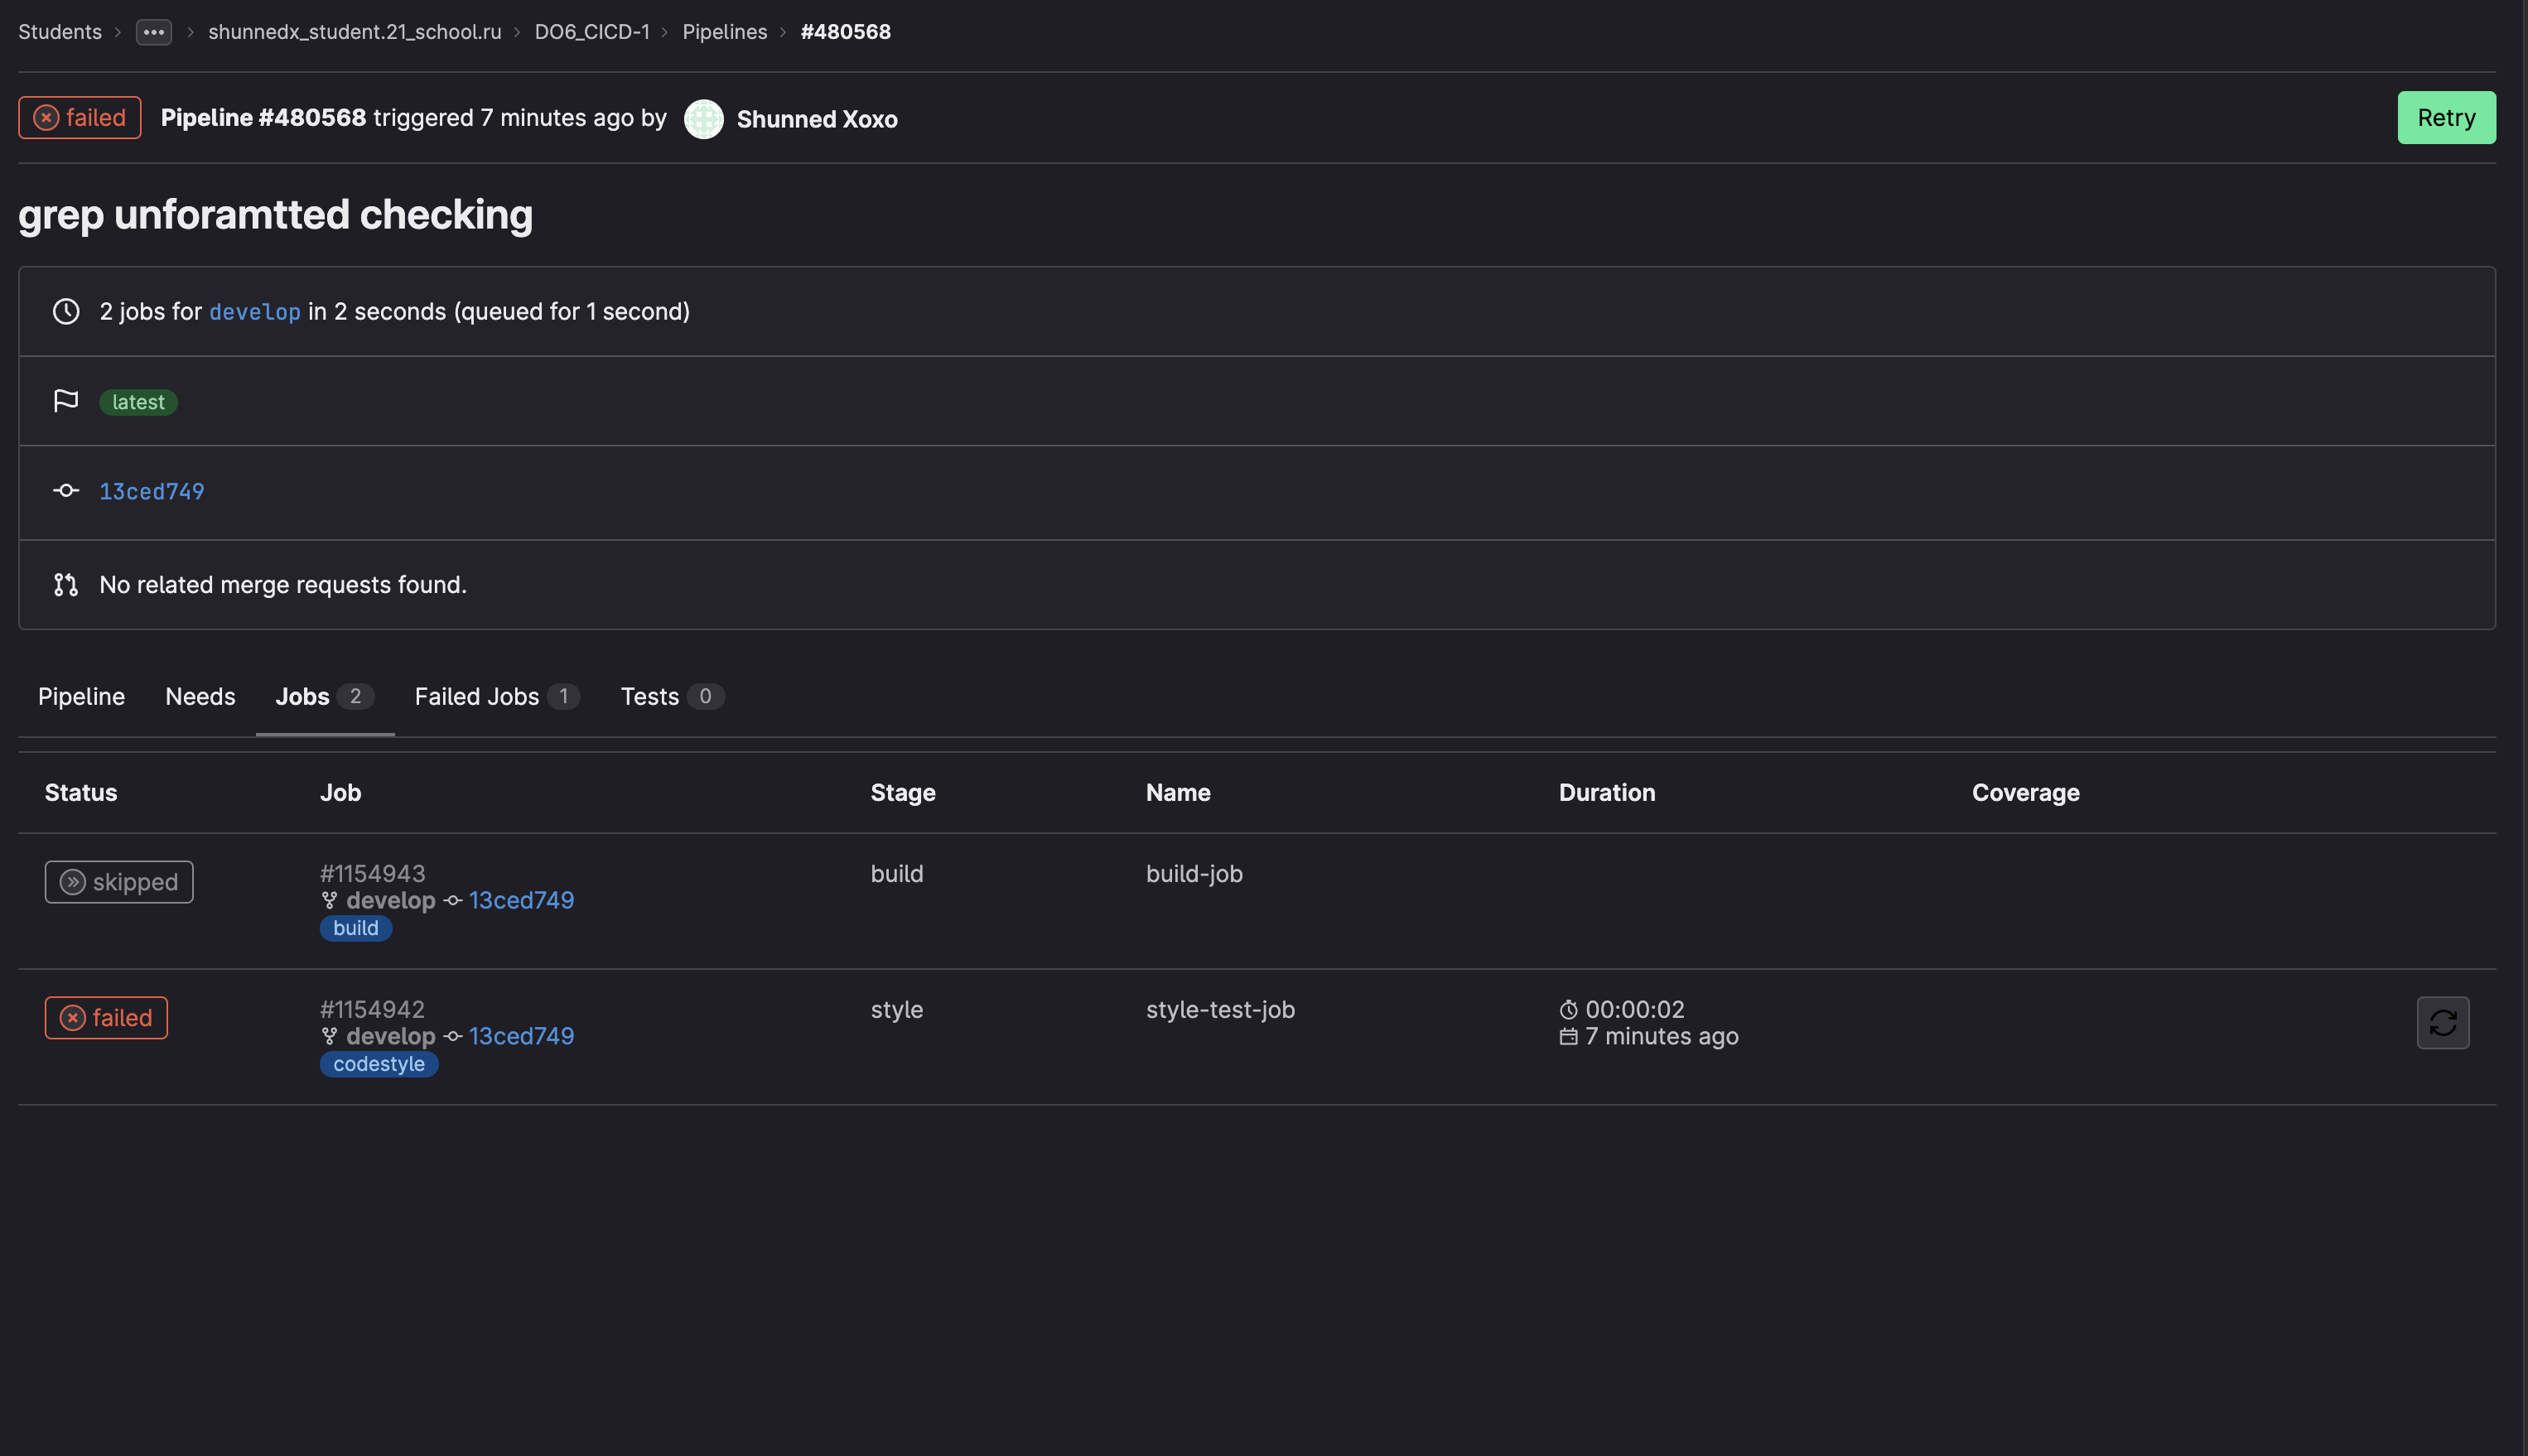 Students > ... > shunnedx_student.21_school.ru > DO6_CICD-1 > Pipelines > #480568
failed Pipeline #480568 triggered 7 minutes ago by Shunned Xoxo Retry
grep unforamtted checking
2 jobs for develop in 2 seconds (queued for 1 second)
latest
13ced749
No related merge requests found.
Pipeline Needs Jobs 2 Failed Jobs 1 Tests 0
Status Job Stage Name Duration Coverage
skipped #1154943 build build-job
develop 13ced749
build
failed #1154942 style style-test-job 00:00:02
develop 13ced749 7 minutes ago
codestyle